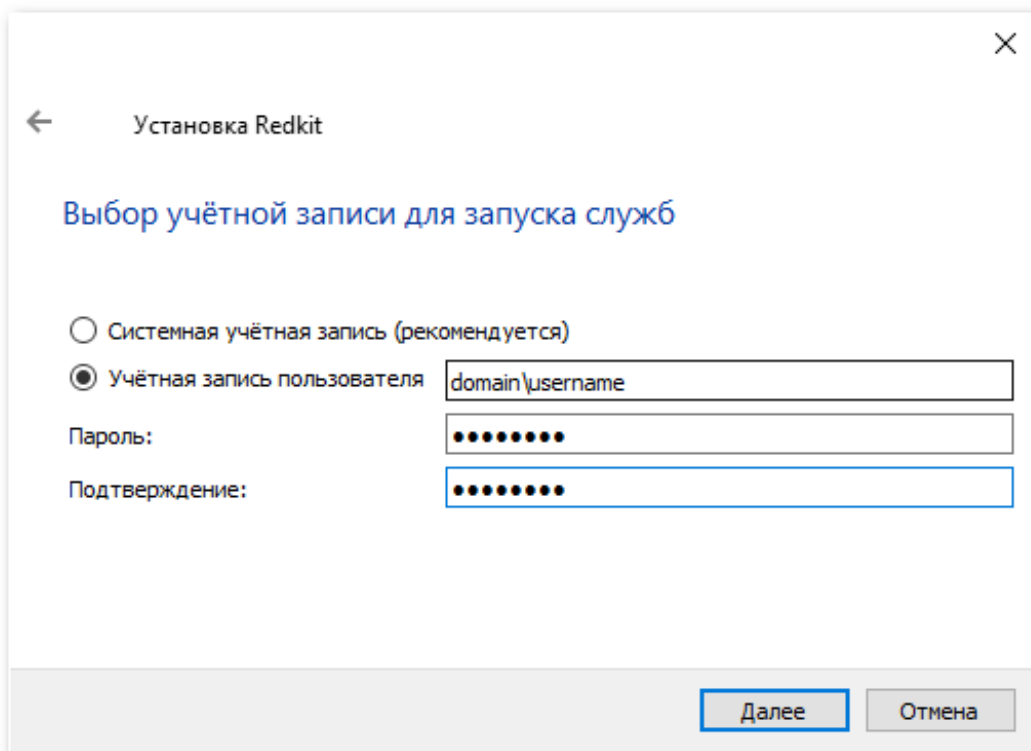 Установка Redkit
Выбор учётной записи для запуска служб
Системная учётная запись (рекомендуется)
Учётная запись пользователя domain\username
Пароль: ●●●●●●●●
Подтверждение: ●●●●●●●●
Далее Отмена